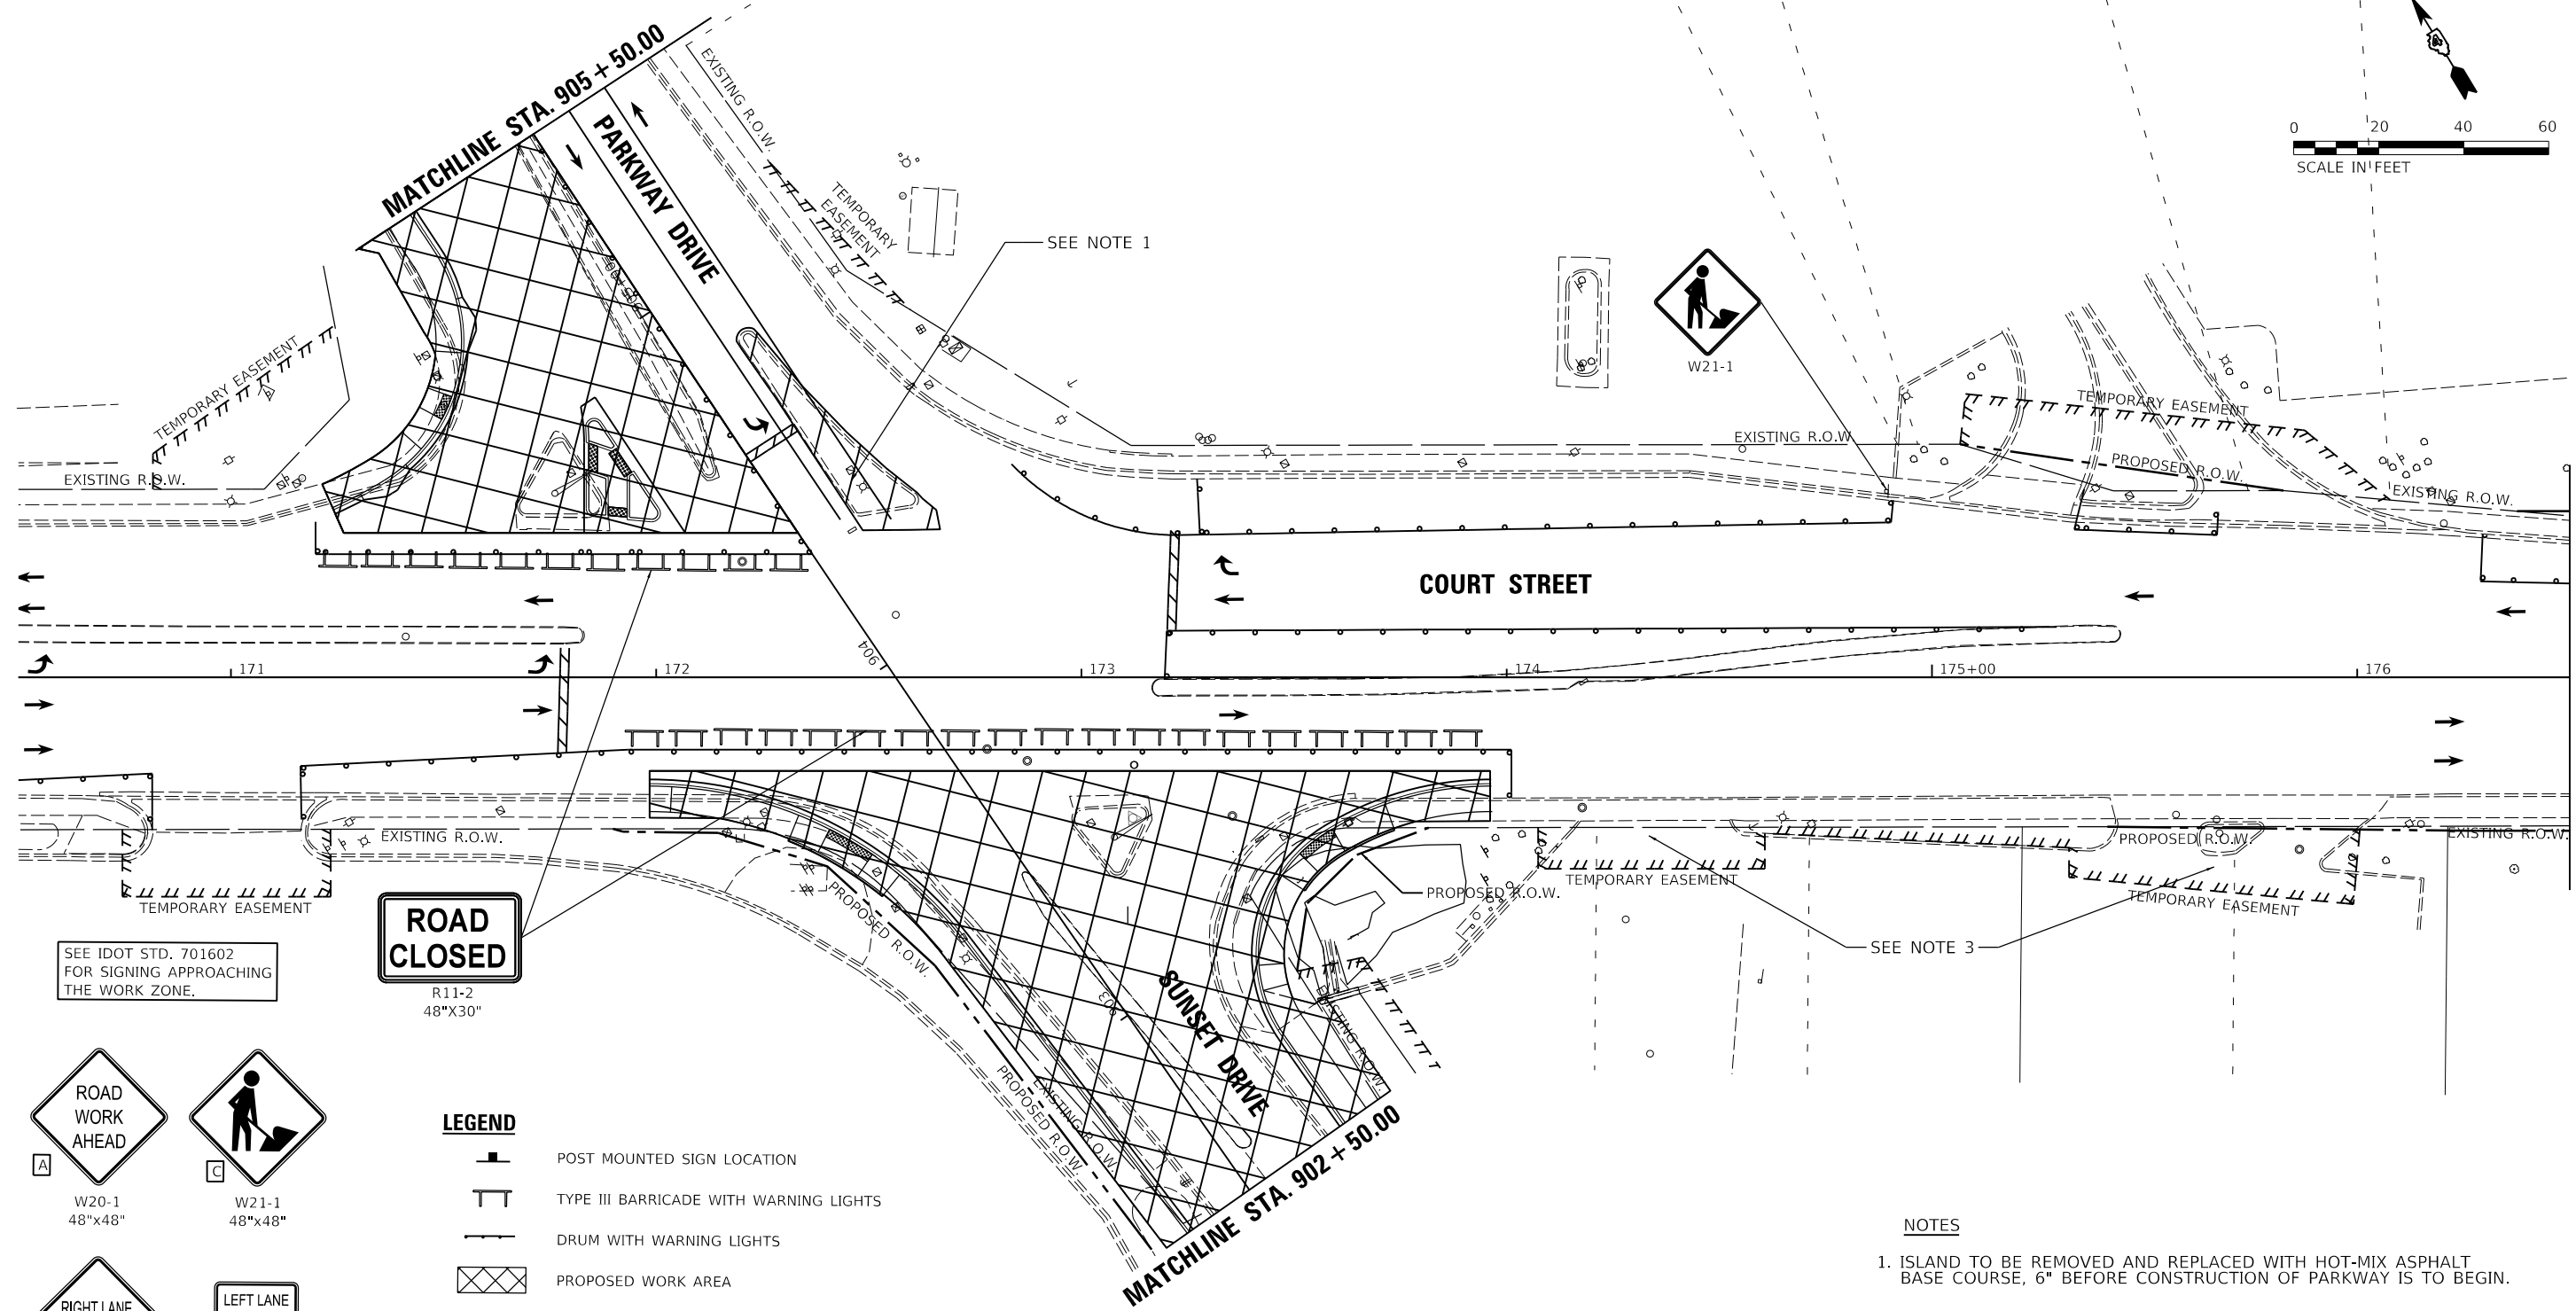 MATCHLINE STA. 905 + 50.00
PARKWAY DRIVE
EXISTING R.O.W.
TEMPORARY
EASEMENT
SEE NOTE 1
W21-1
0 20 40 60
SCALE IN FEET
TEMPORARY EASEMENT
EXISTING R.O.W.
EXISTING R.O.W.
TEMPORARY EASEMENT
PROPOSED R.O.W.
EXISTING R.O.W.
COURT STREET
904
171
172
173
174
175+00
176
EXISTING R.O.W.
TEMPORARY EASEMENT
PROPOSED R.O.W.
PROPOSED R.O.W.
TEMPORARY EASEMENT
PROPOSED R.O.W.
EXISTING R.O.W.
TEMPORARY EASEMENT
SEE NOTE 3
SEE IDOT STD. 701602
FOR SIGNING APPROACHING
THE WORK ZONE.
ROAD
CLOSED
R11-2
48"X30"
903
SUNSET DRIVE
EXISTING R.O.W.
EXISTING R.O.W.
PROPOSED R.O.W.
MATCHLINE STA. 902 + 50.00
ROAD
WORK
AHEAD
A
W20-1
48"x48"
C
W21-1
48"x48"
RIGHT LANE
LEFT LANE
LEGEND
POST MOUNTED SIGN LOCATION
TYPE III BARRICADE WITH WARNING LIGHTS
DRUM WITH WARNING LIGHTS
PROPOSED WORK AREA
NOTES
1. ISLAND TO BE REMOVED AND REPLACED WITH HOT-MIX ASPHALT
BASE COURSE, 6" BEFORE CONSTRUCTION OF PARKWAY IS TO BEGIN.